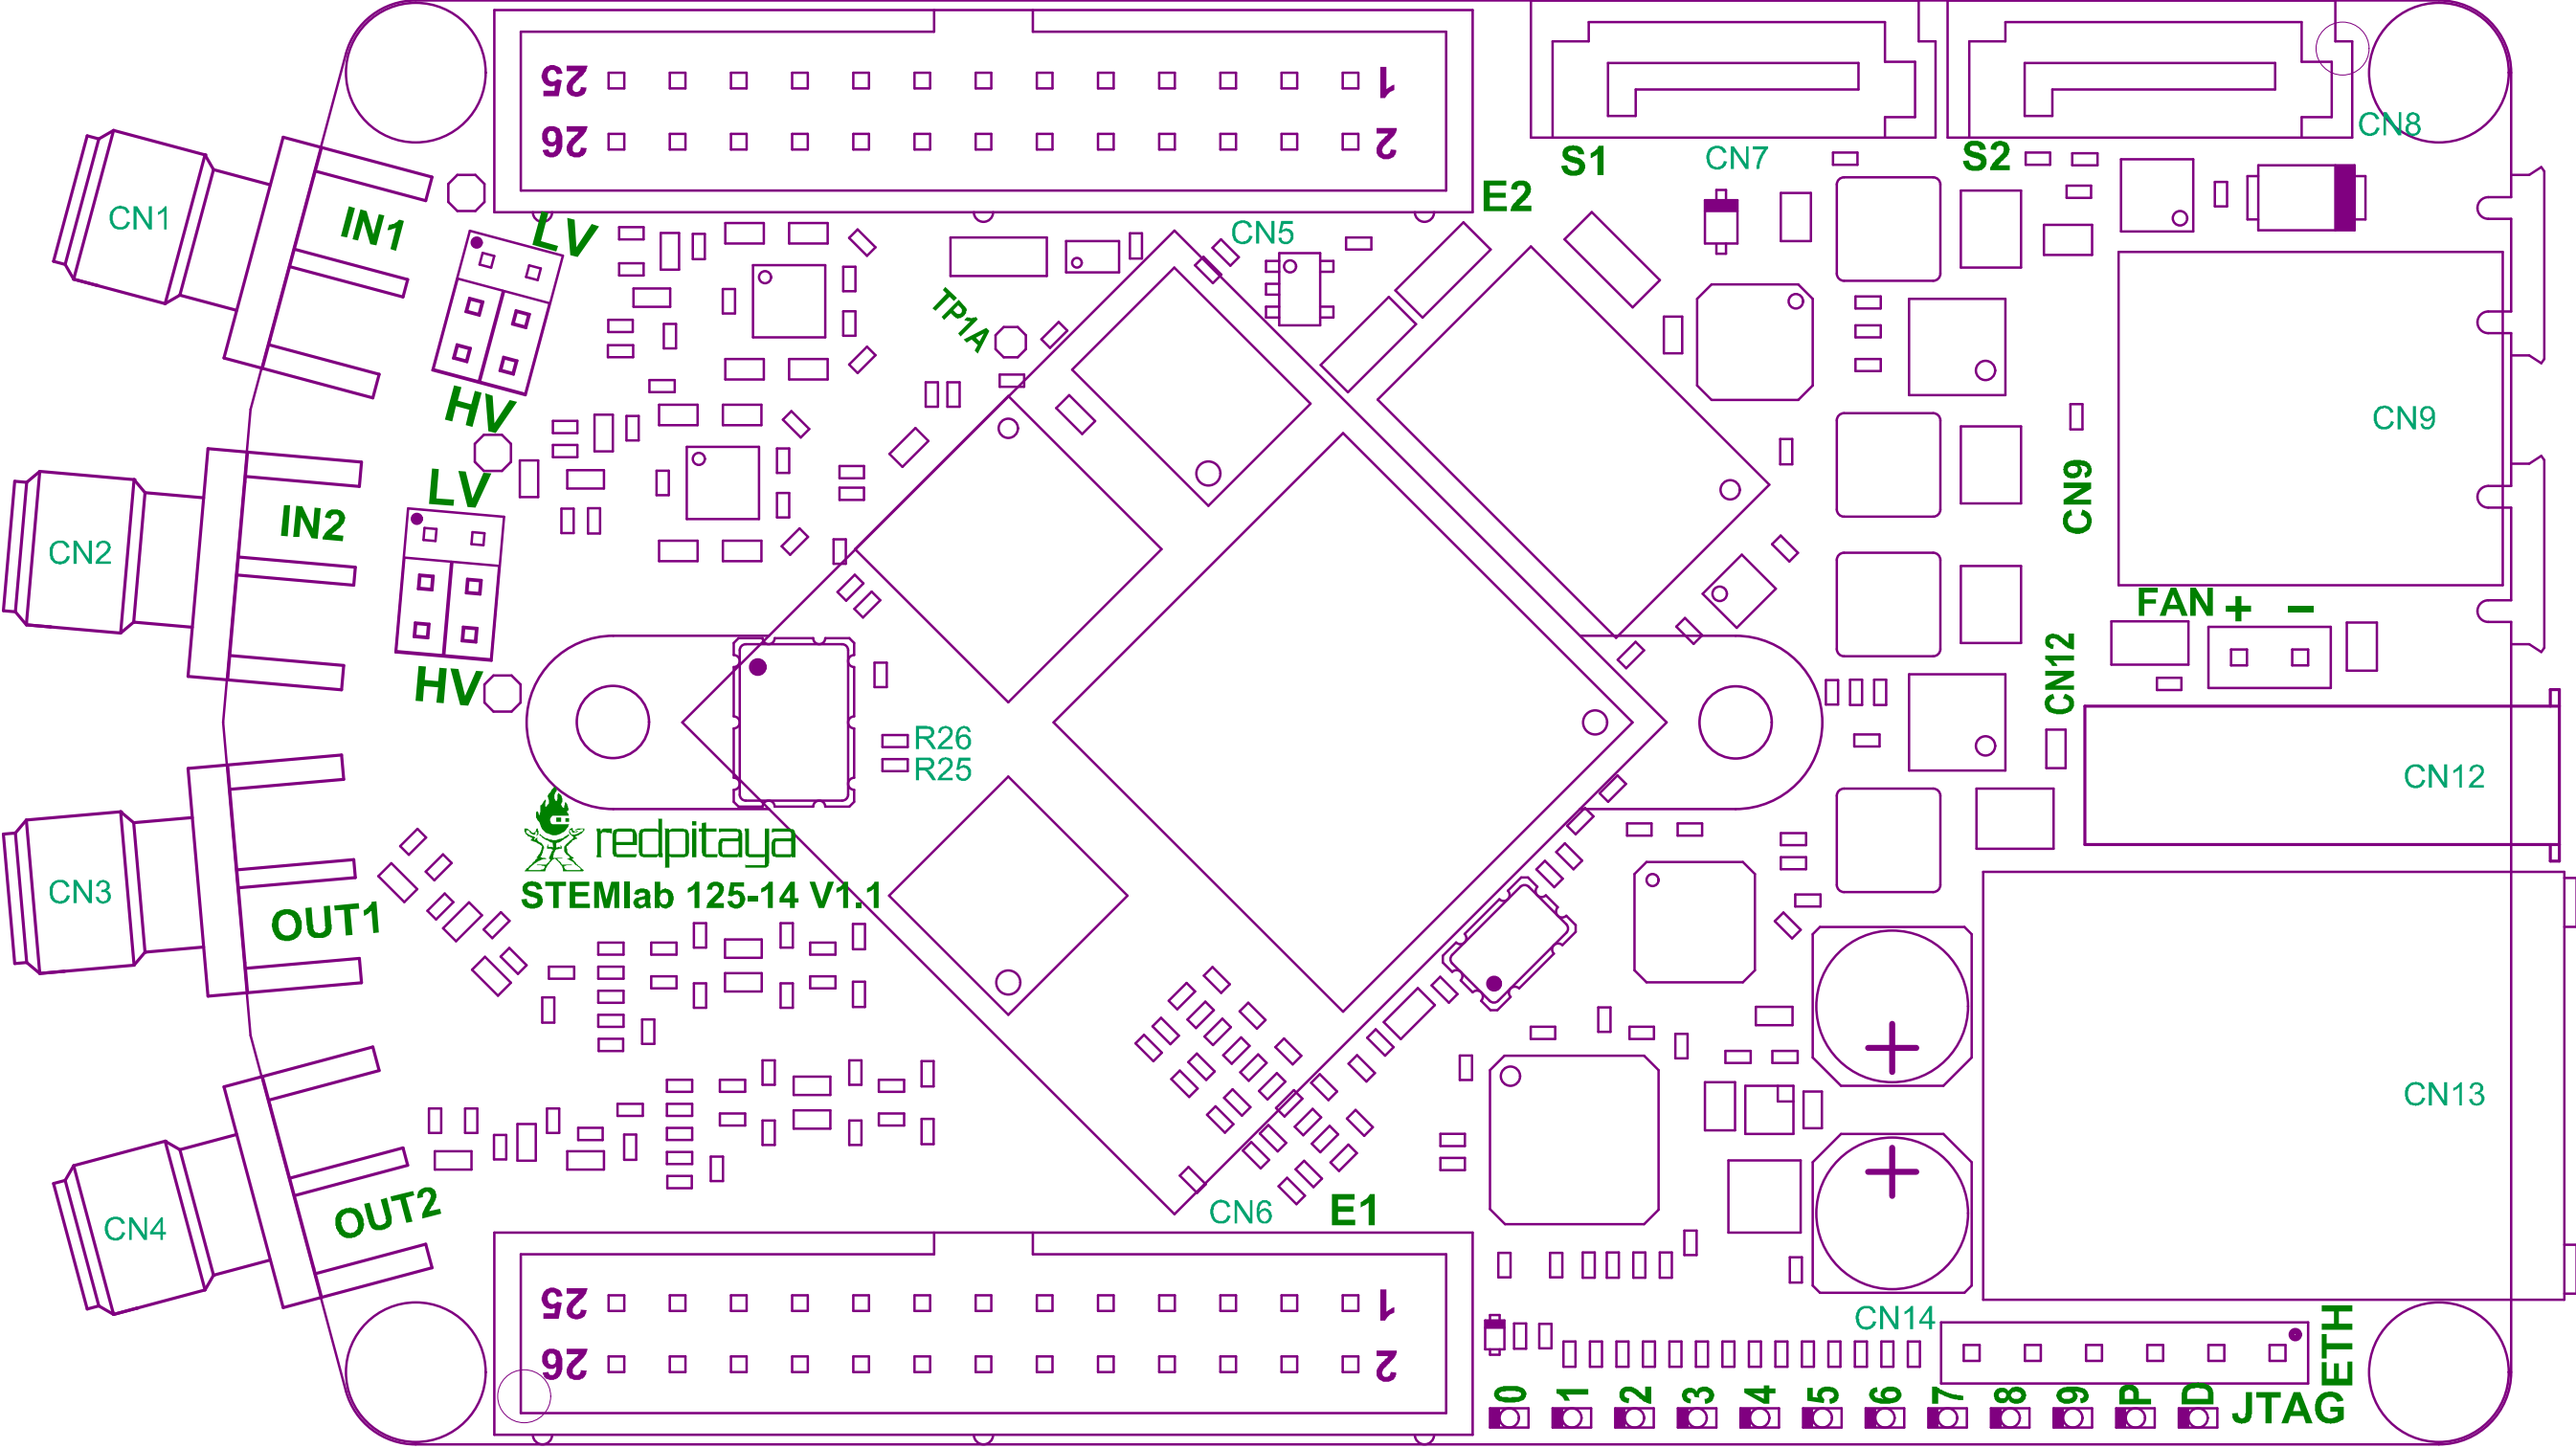 25
1
26
2
S1
CN7
S2
CN8
E2
CN1
IN1
LV
CN5
TP1A
HV
CN9
CN9
LV
IN2
CN2
HV
FAN + −
CN12
R26
R25
CN12
redpitaya
STEMlab 125-14 V1.1
CN3
OUT1
CN13
CN4
OUT2
CN6
E1
25
1
26
2
CN14
ETH
0 1 2 3 4 5 6 7 8 9 P D
JTAG